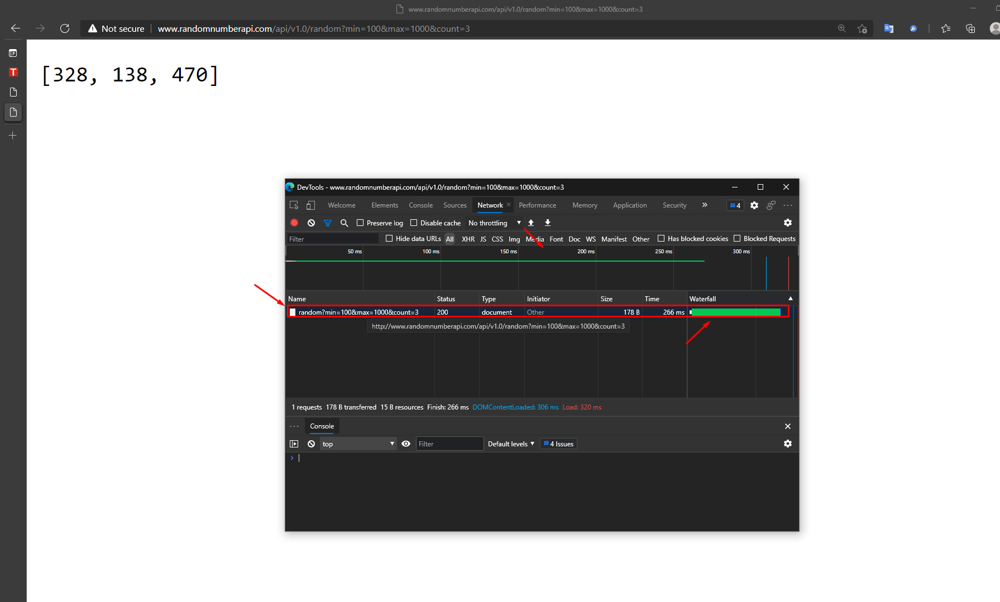 www.randomnumberapi.com/api/v1.0/random?min=100&max=1000&count=3
Not secure www.randomnumberapi.com/api/v1.0/random?min=100&max=1000&count=3
T
[328, 138, 470]
DevTools - www.randomnumberapi.com/api/v1.0/random?min=100&max=1000&count=3
Welcome Elements Console Sources Network Performance Memory Application Security 4
Preserve log Disable cache No throttling
Filter Hide data URLs All XHR JS CSS Img Media Font Doc WS Manifest Other Has blocked cookies Blocked Requests
50 ms 100 ms 150 ms 200 ms 250 ms 300 ms
Name Status Type Initiator Size Time Waterfall
random?min=100&max=1000&count=3 200 document Other 178 B 266 ms
http://www.randomnumberapi.com/api/v1.0/random?min=100&max=1000&count=3
1 requests 178 B transferred 15 B resources Finish: 266 ms DOMContentLoaded: 306 ms Load: 320 ms
Console
top Filter Default levels 4 Issues